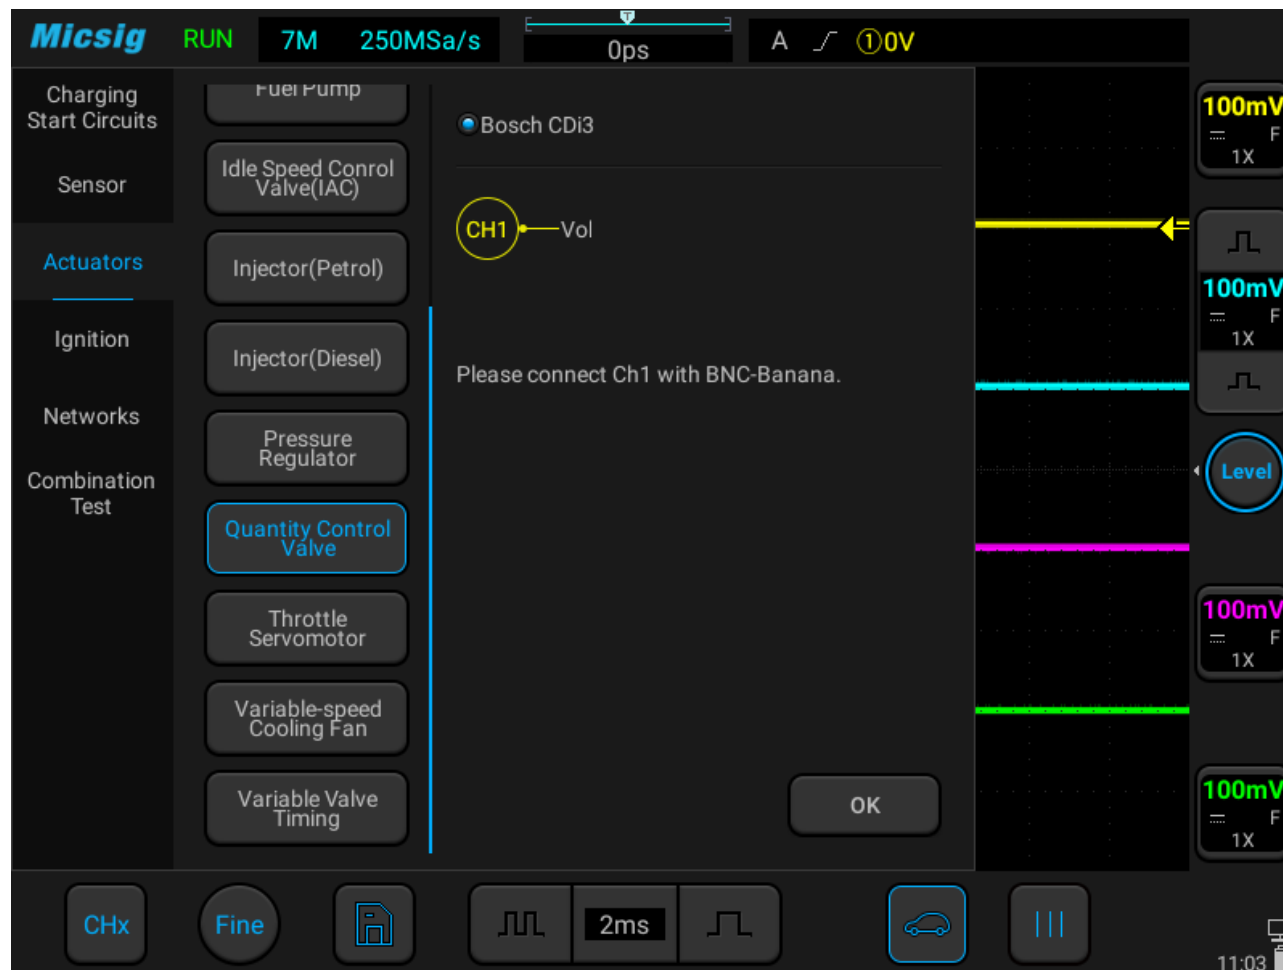 Micsig RUN 7M 250MSa/s T 0ps A ①0V
Charging
Start Circuits
Sensor
Actuators
Ignition
Networks
Combination
Test
Fuel Pump
Idle Speed Conrol
Valve(IAC)
Injector(Petrol)
Injector(Diesel)
Pressure
Regulator
Quantity Control
Valve
Throttle
Servomotor
Variable-speed
Cooling Fan
Variable Valve
Timing
Bosch CDi3
CH1 Vol
Please connect Ch1 with BNC-Banana.
OK
100mV
F
1X
100mV
F
1X
Level
100mV
F
1X
100mV
F
1X
CHx Fine 2ms
11:03